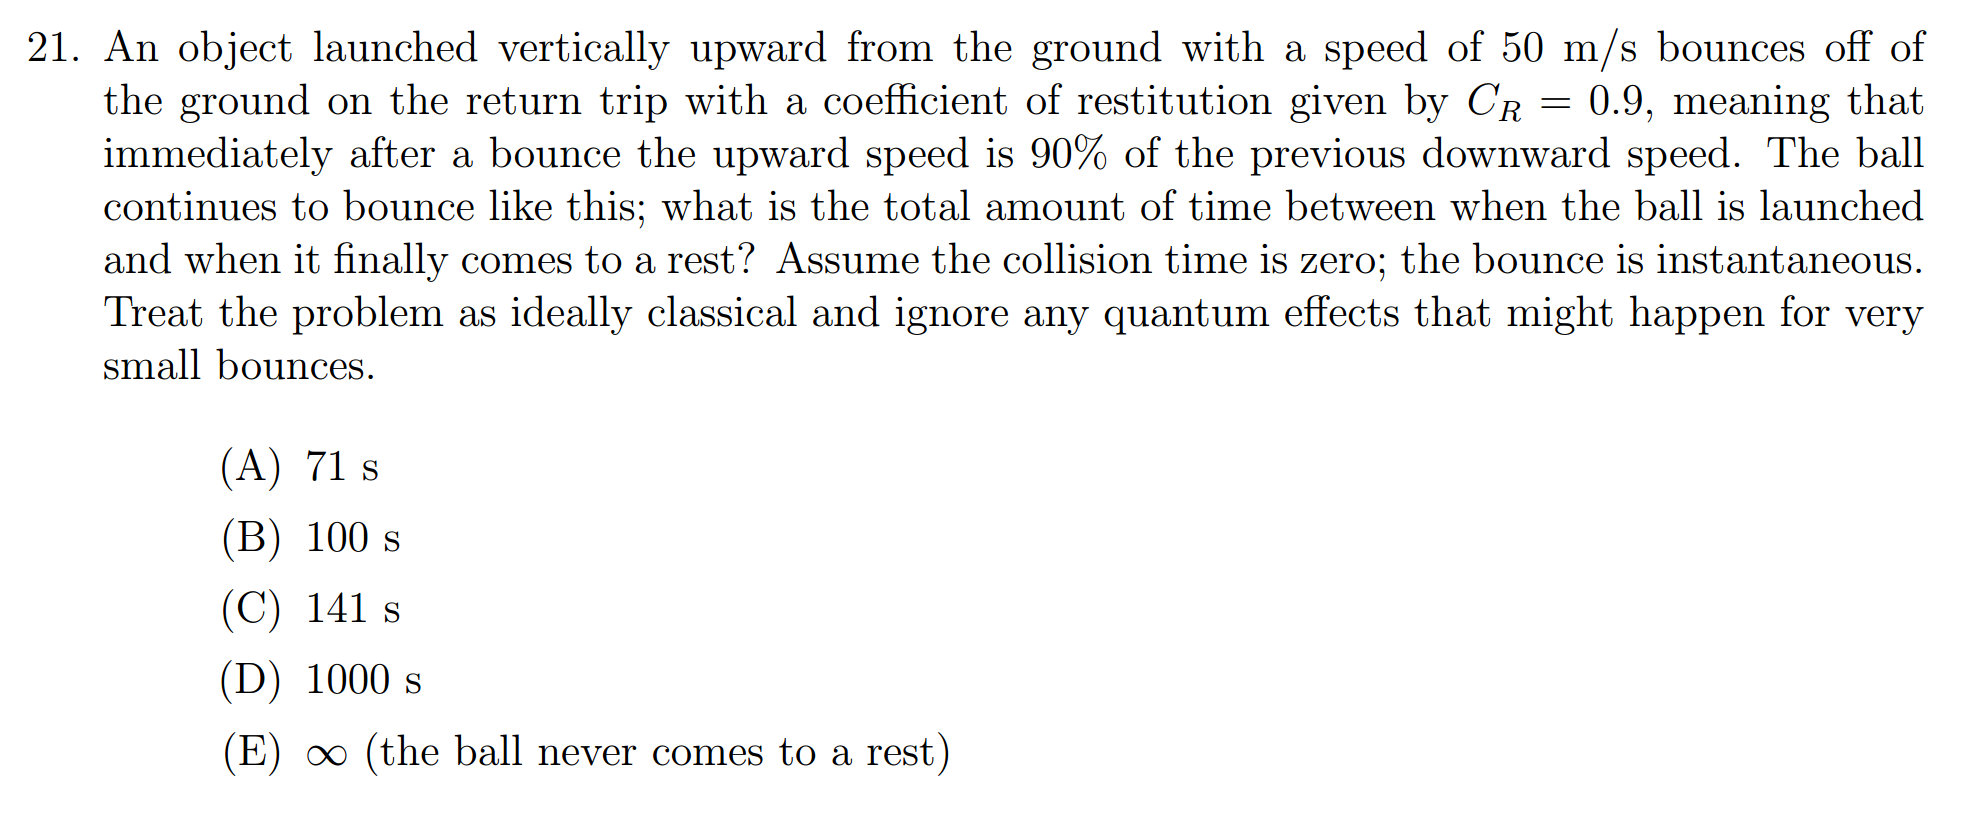 21. An object launched vertically upward from the ground with a speed of 50 m/s bounces off of
the ground on the return trip with a coefficient of restitution given by C_R = 0.9, meaning that
immediately after a bounce the upward speed is 90% of the previous downward speed. The ball
continues to bounce like this; what is the total amount of time between when the ball is launched
and when it finally comes to a rest? Assume the collision time is zero; the bounce is instantaneous.
Treat the problem as ideally classical and ignore any quantum effects that might happen for very
small bounces.
(A) 71 s
(B) 100 s
(C) 141 s
(D) 1000 s
(E) ∞ (the ball never comes to a rest)